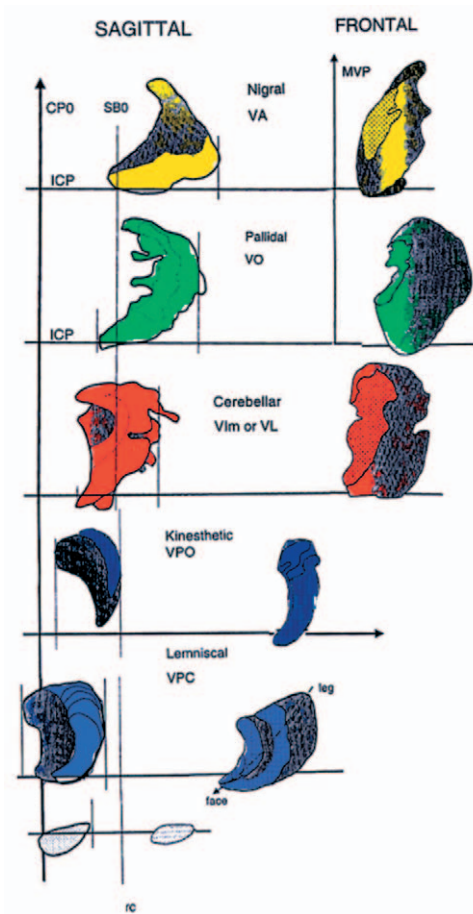 SAGITTAL
FRONTAL
CP0
SB0
Nigral
VA
MVP
ICP
Pallidal
VO
ICP
Cerebellar
VIm or VL
Kinesthetic
VPO
Lemniscal
VPC
leg
face
rc